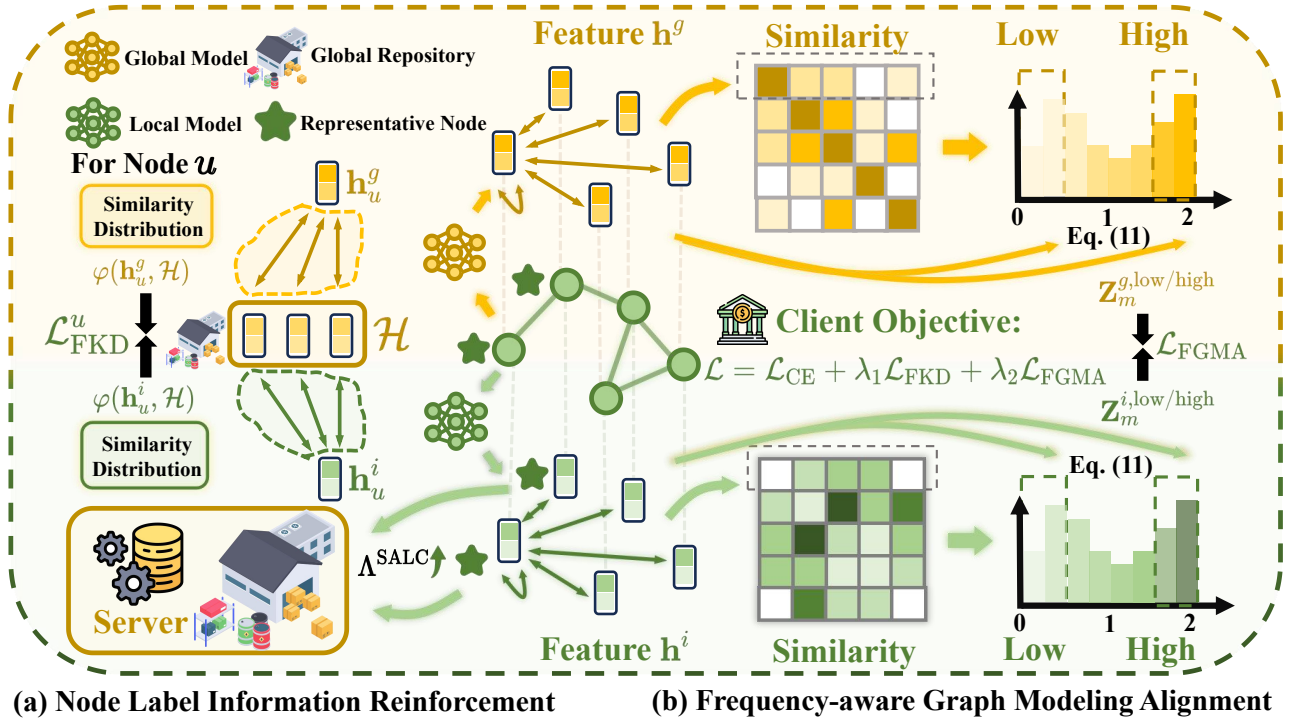 Feature h^g
Similarity
Low
High
Global Model
Global Repository
Local Model
Representative Node
For Node u
h_u^g
Similarity
Distribution
0
1
2
Eq. (11)
φ(h_u^g, H)
Z_m^{g,low/high}
L_FKD^u
H
Client Objective:
L = L_CE + λ_1 L_FKD + λ_2 L_FGMA
L_FGMA
φ(h_u^i, H)
Z_m^{i,low/high}
Similarity
Distribution
h_u^i
Eq. (11)
Λ^SALC
Server
0
1
2
Feature h^i
Similarity
Low
High
(a) Node Label Information Reinforcement
(b) Frequency-aware Graph Modeling Alignment